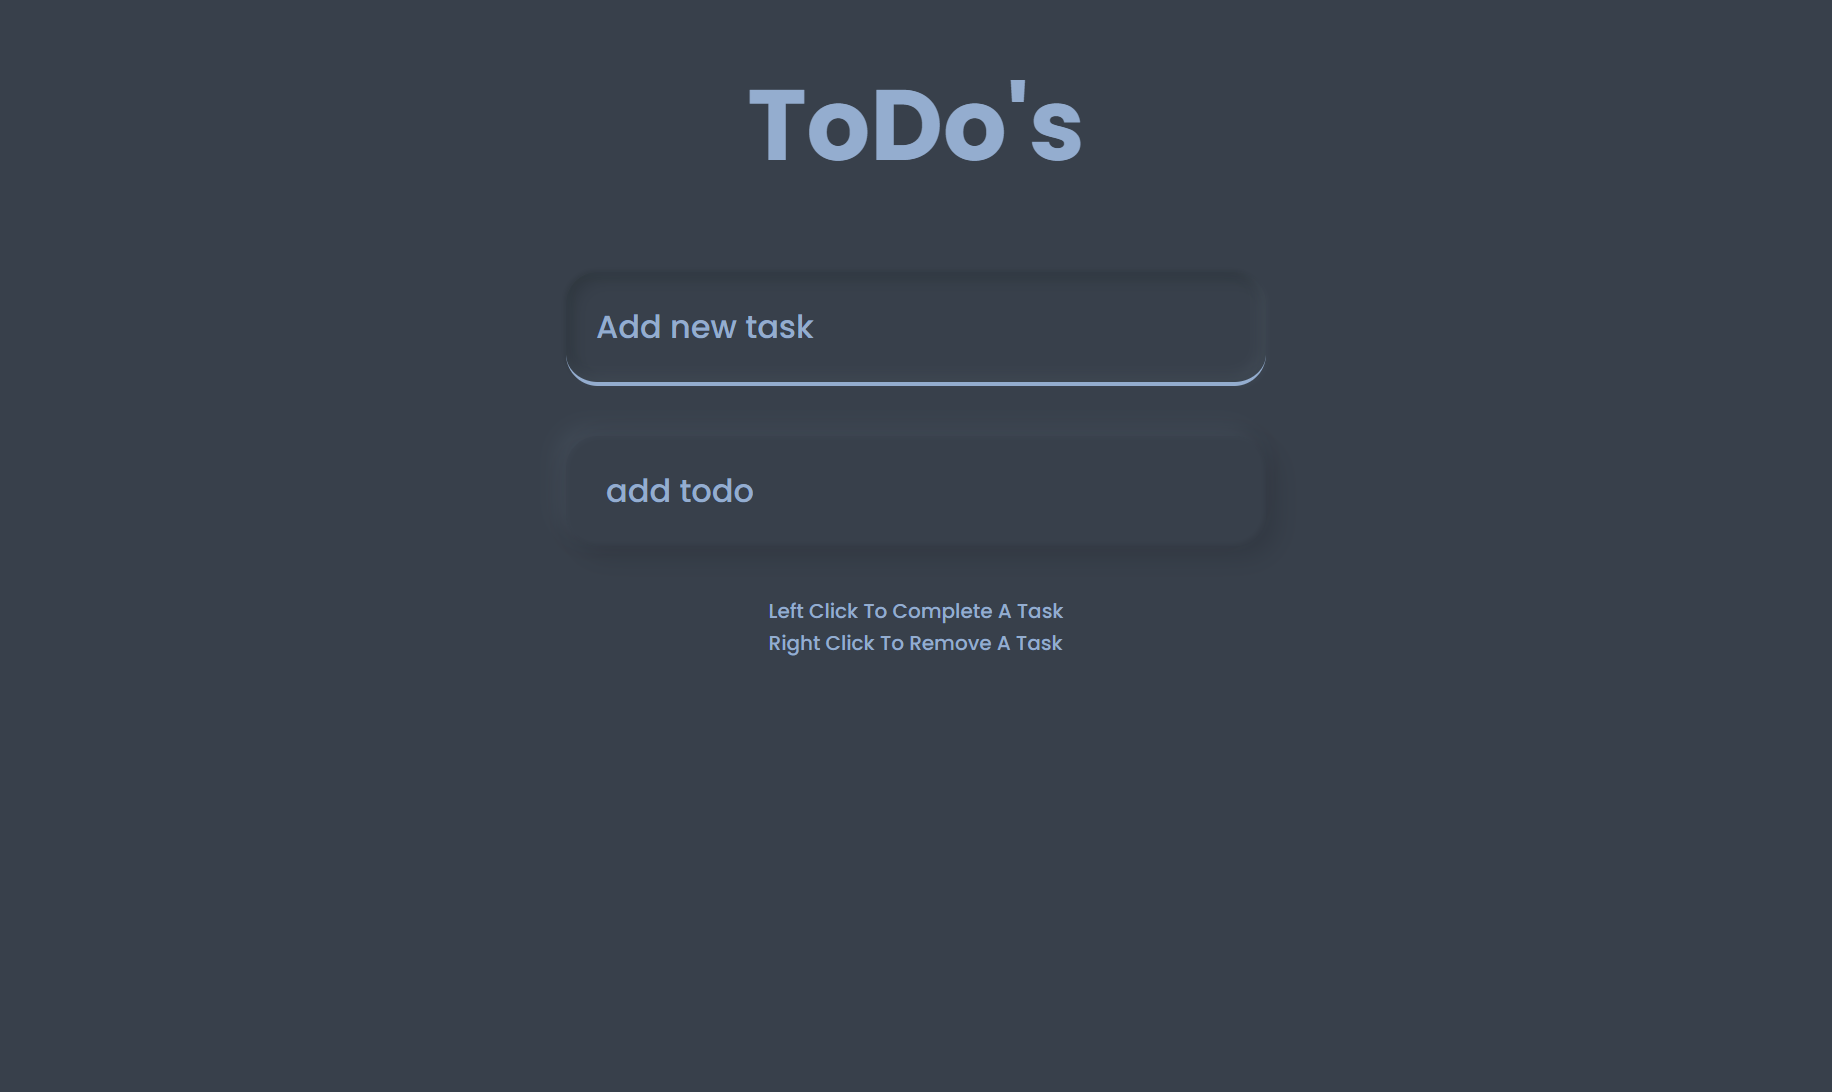 ToDo's
Add new task
add todo
Left Click To Complete A Task
Right Click To Remove A Task